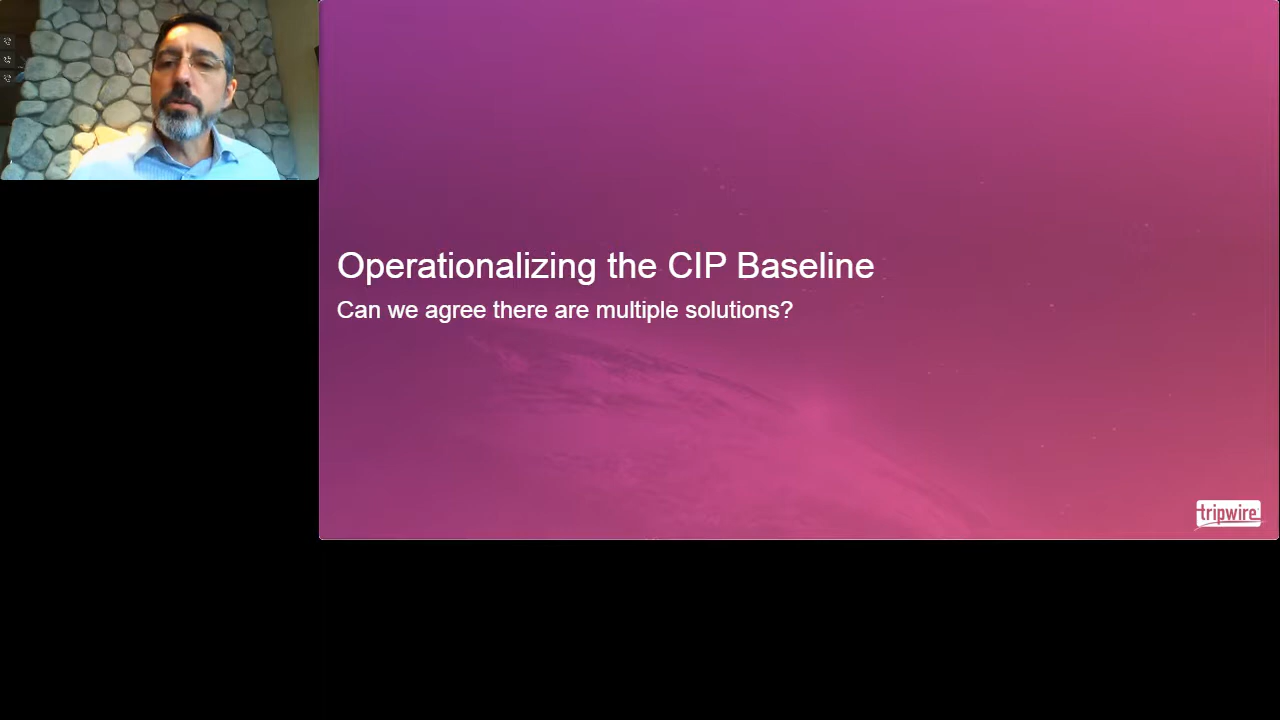 Operationalizing the CIP Baseline
Can we agree there are multiple solutions?
tripwire